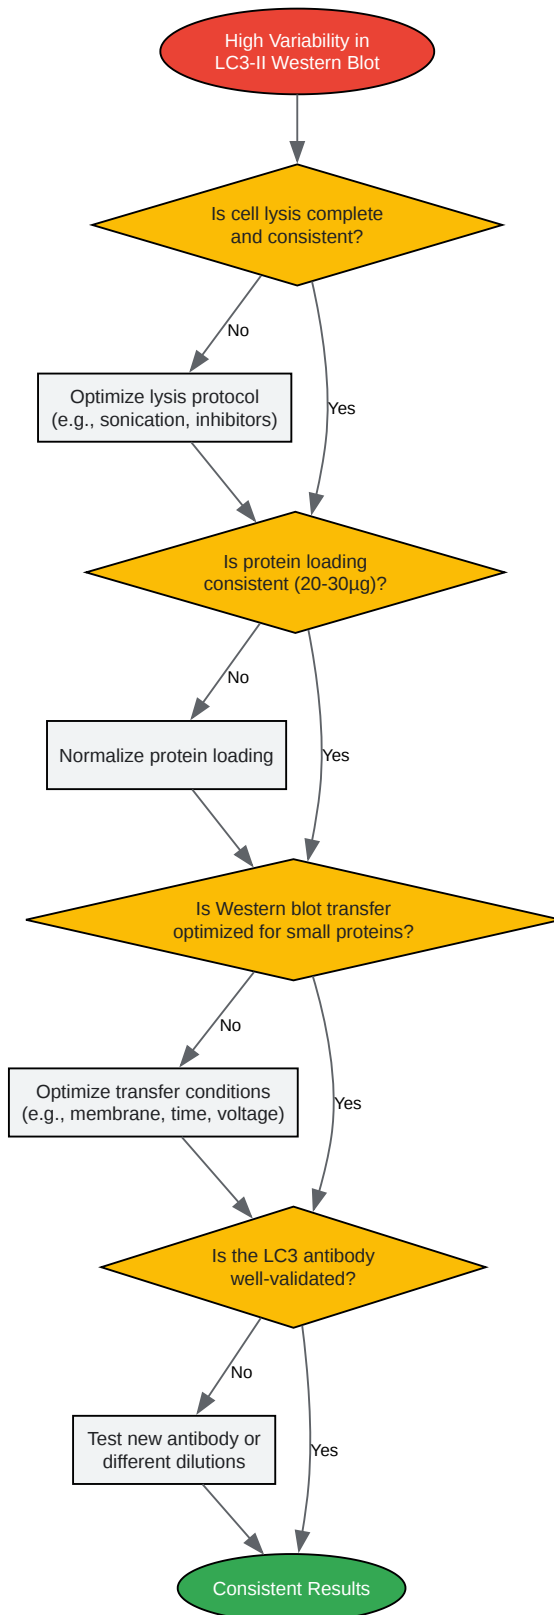 High Variability in
LC3-II Western Blot
Is cell lysis complete
and consistent?
No
Optimize lysis protocol
(e.g., sonication, inhibitors)
Yes
Is protein loading
consistent (20-30µg)?
No
Normalize protein loading
Yes
Is Western blot transfer
optimized for small proteins?
No
Optimize transfer conditions
(e.g., membrane, time, voltage)
Yes
Is the LC3 antibody
well-validated?
No
Test new antibody or
different dilutions
Yes
Consistent Results